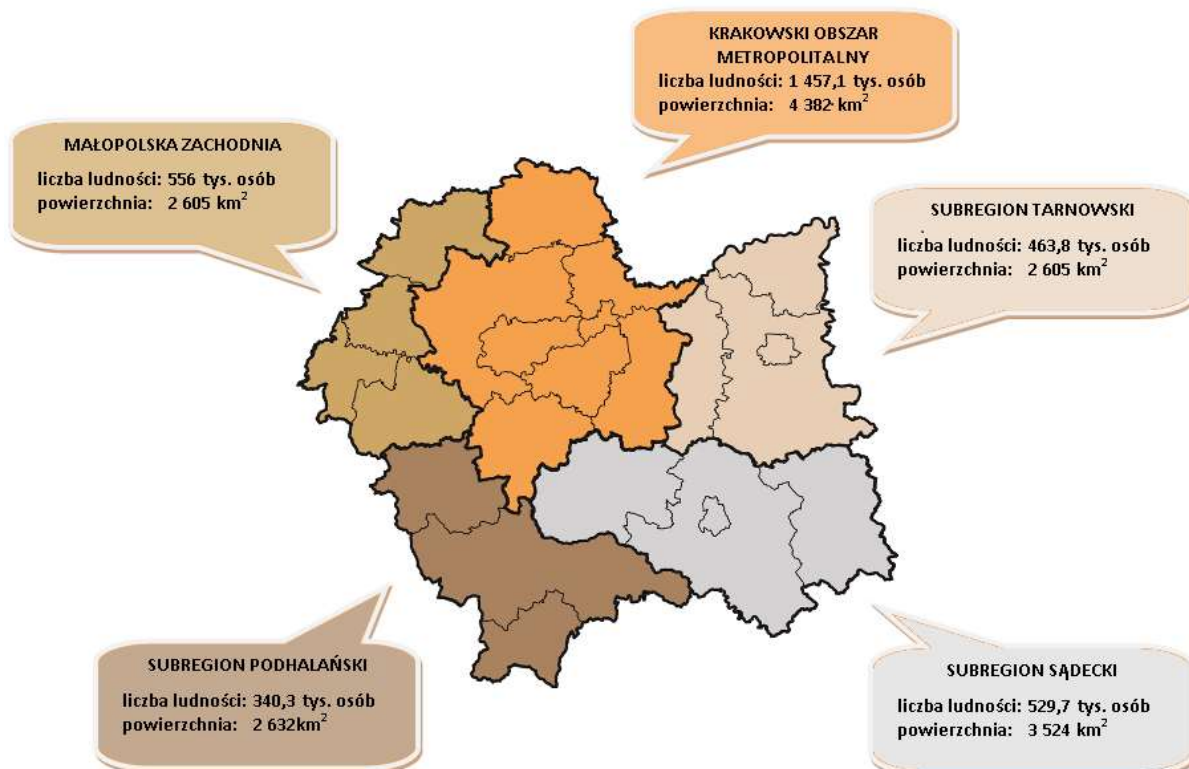 KRAKOWSKI OBSZAR
METROPOLITALNY
liczba ludności: 1 457,1 tys. osób
powierzchnia: 4 382 km²
MAŁOPOLSKA ZACHODNIA
liczba ludności: 556 tys. osób
powierzchnia: 2 605 km²
SUBREGION TARNOWSKI
liczba ludności: 463,8 tys. osób
powierzchnia: 2 605 km²
SUBREGION PODHALAŃSKI
liczba ludności: 340,3 tys. osób
powierzchnia: 2 632km²
SUBREGION SĄDECKI
liczba ludności: 529,7 tys. osób
powierzchnia: 3 524 km²